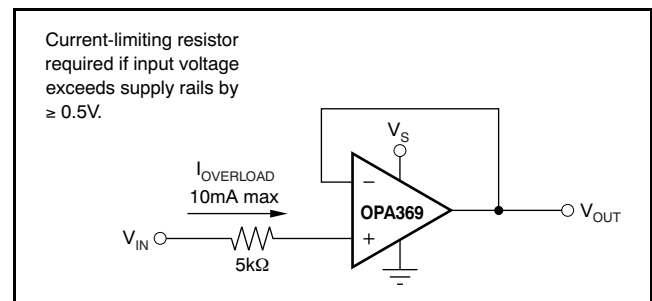 Current-limiting resistor
required if input voltage
exceeds supply rails by
≥ 0.5V.
V_S
I_OVERLOAD
10mA max
−
OPA369
V_OUT
V_IN
+
5kΩ